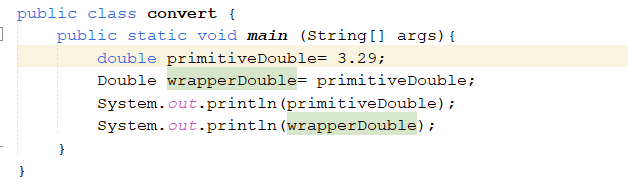 public class convert {
    public static void main (String[] args){
        double primitiveDouble= 3.29;
        Double wrapperDouble= primitiveDouble;
        System.out.println(primitiveDouble);
        System.out.println(wrapperDouble);
    }
}